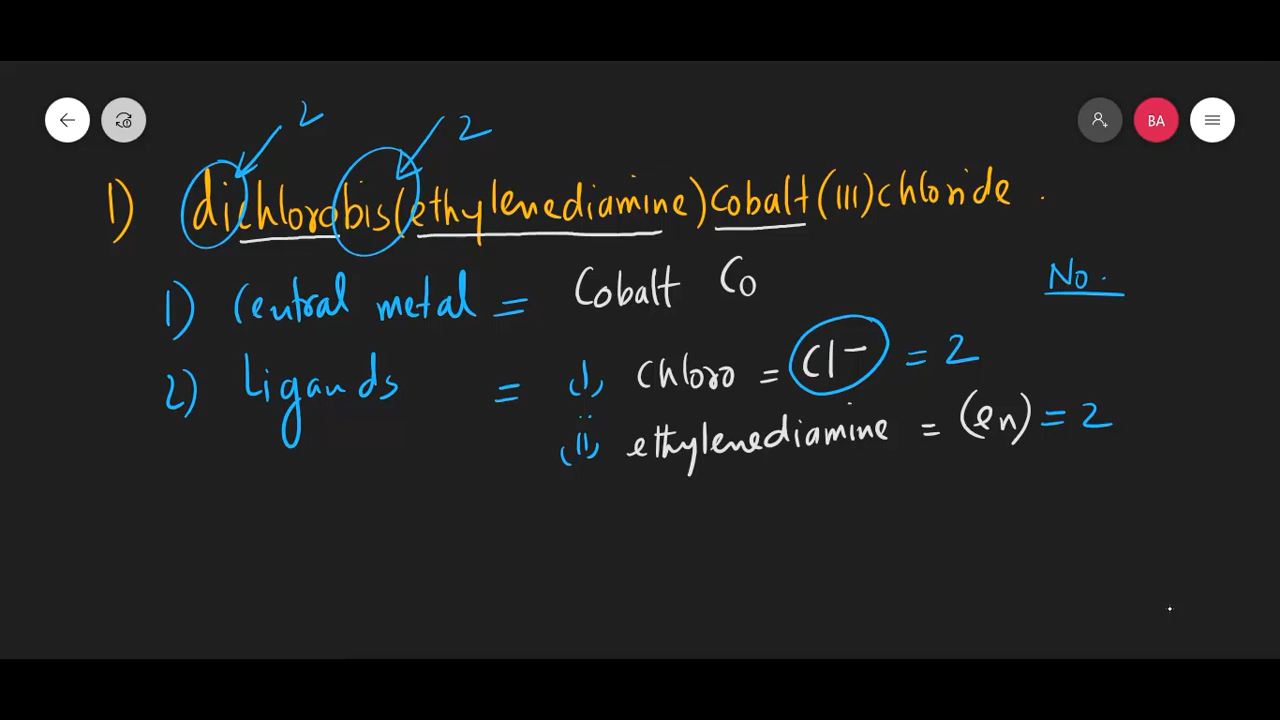 2 2
1) dichlorobis(ethylenediamine)cobalt(III)chloride.
1) Central metal = Cobalt Co
No.
2) Ligands = (i) chloro = Cl⁻ = 2
(ii) ethylenediamine = (en) = 2
BA